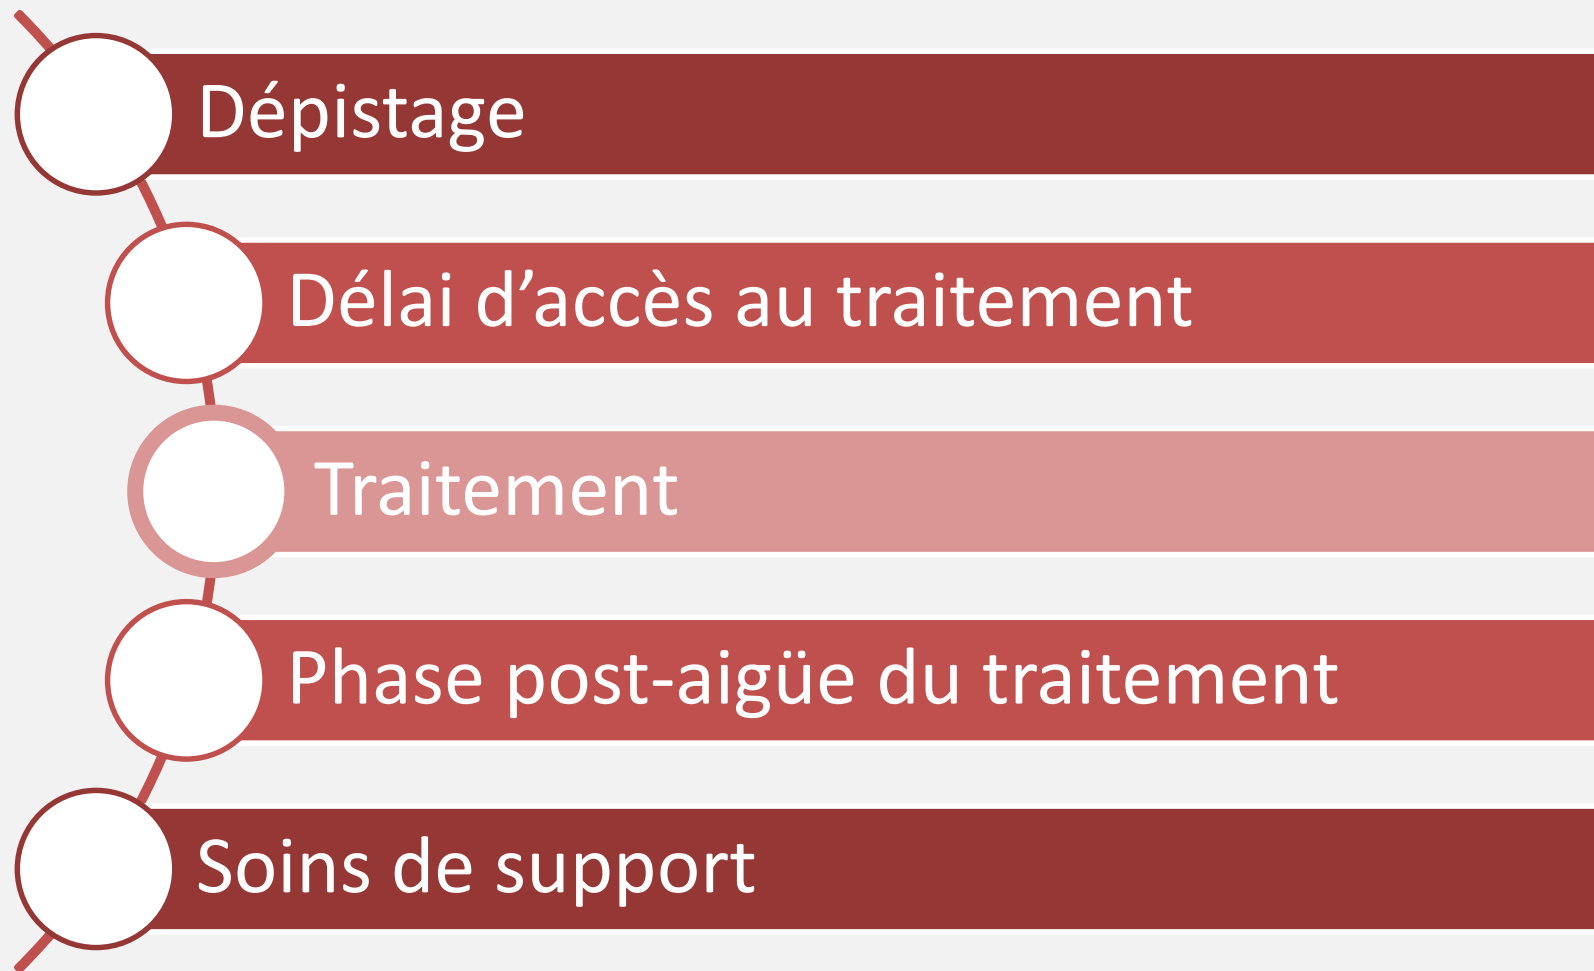 Dépistage
Délai d’accès au traitement
Traitement
Phase post-aigüe du traitement
Soins de support